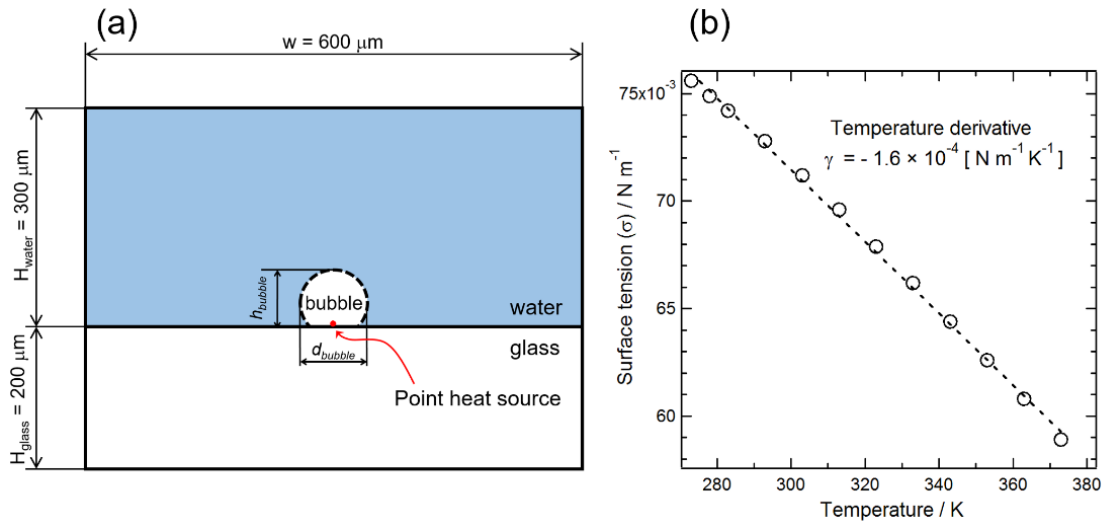 (a)
w = 600 μm
H_water = 300 μm
h_bubble
bubble
water
glass
d_bubble
Point heat source
H_glass = 200 μm
(b)
75x10⁻³
70
65
60
Surface tension (σ) / N m⁻¹
Temperature derivative
γ = - 1.6 × 10⁻⁴ [ N m⁻¹ K⁻¹ ]
280
300
320
340
360
380
Temperature / K